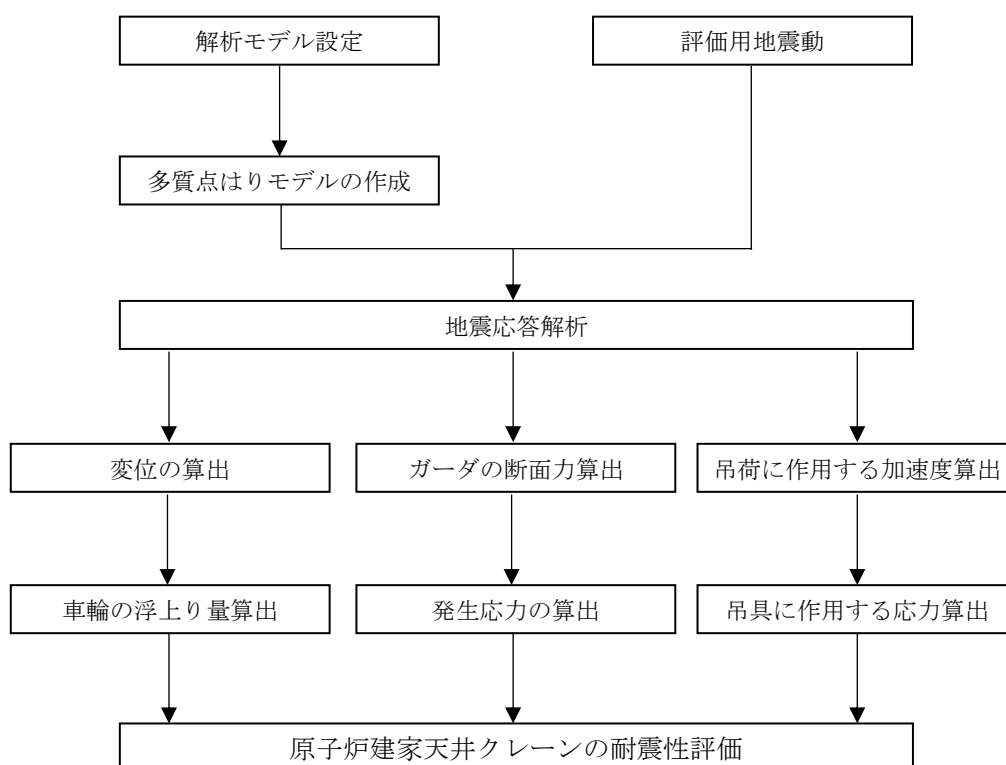 解析モデル設定
評価用地震動
多質点はりモデルの作成
地震応答解析
変位の算出
ガーダの断面力算出
吊荷に作用する加速度算出
車輪の浮上り量算出
発生応力の算出
吊具に作用する応力算出
原子炉建家天井クレーンの耐震性評価